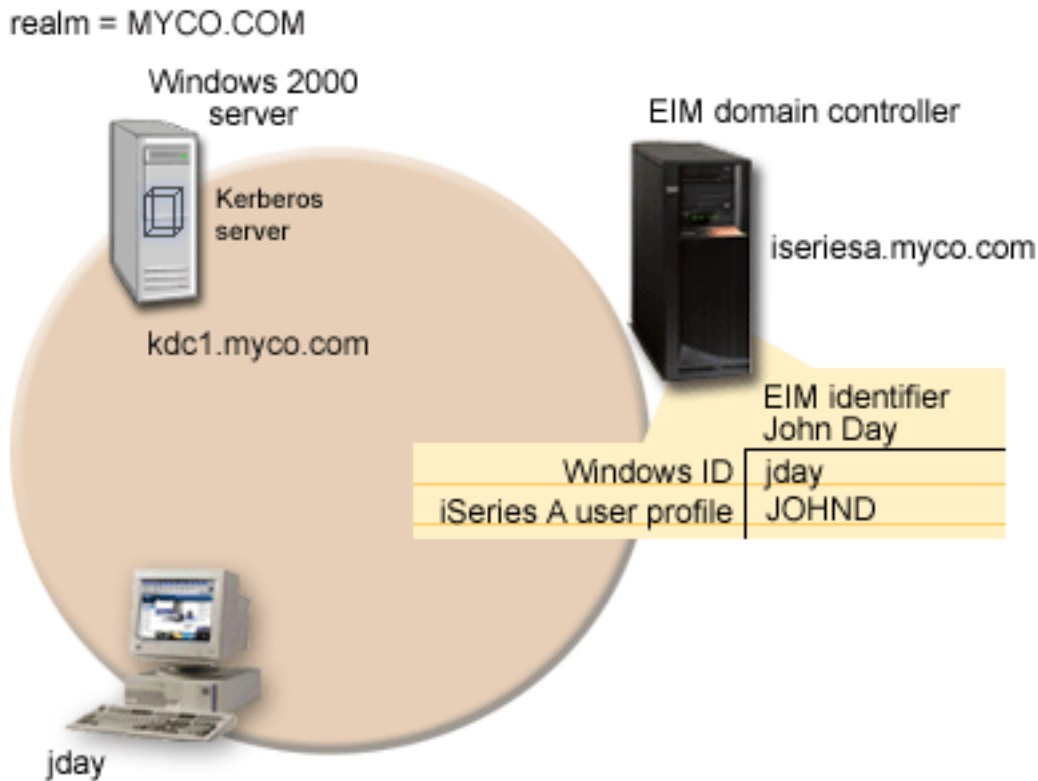 realm = MYCO.COM
Windows 2000
server
Kerberos
server
kdc1.myco.com
EIM domain controller
iseriesa.myco.com
EIM identifier
John Day
Windows ID jday
iSeries A user profile JOHND
jday